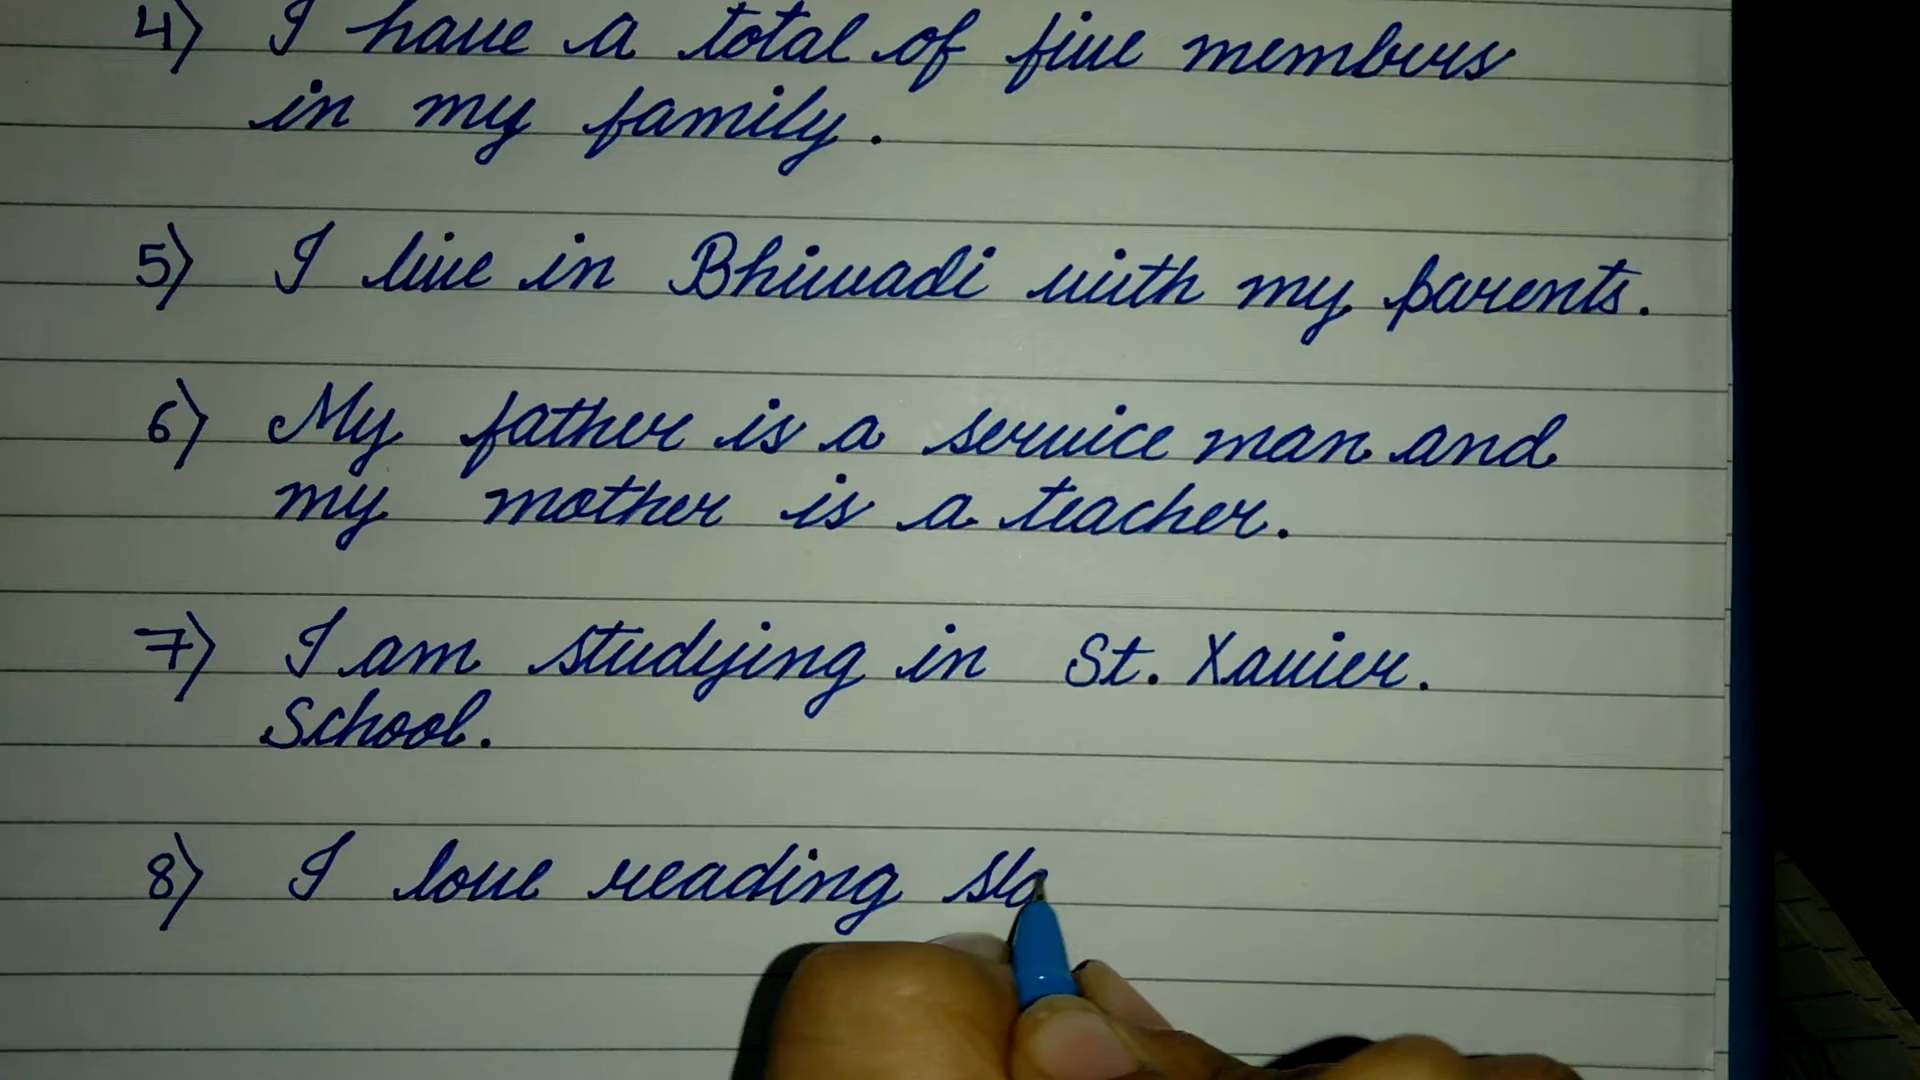 4) I have a total of five members
in my family.
5) I live in Bhiwadi with my parents.
6) My father is a service man and
my mother is a teacher.
7) I am studying in St. Xavier.
School.
8) I love reading